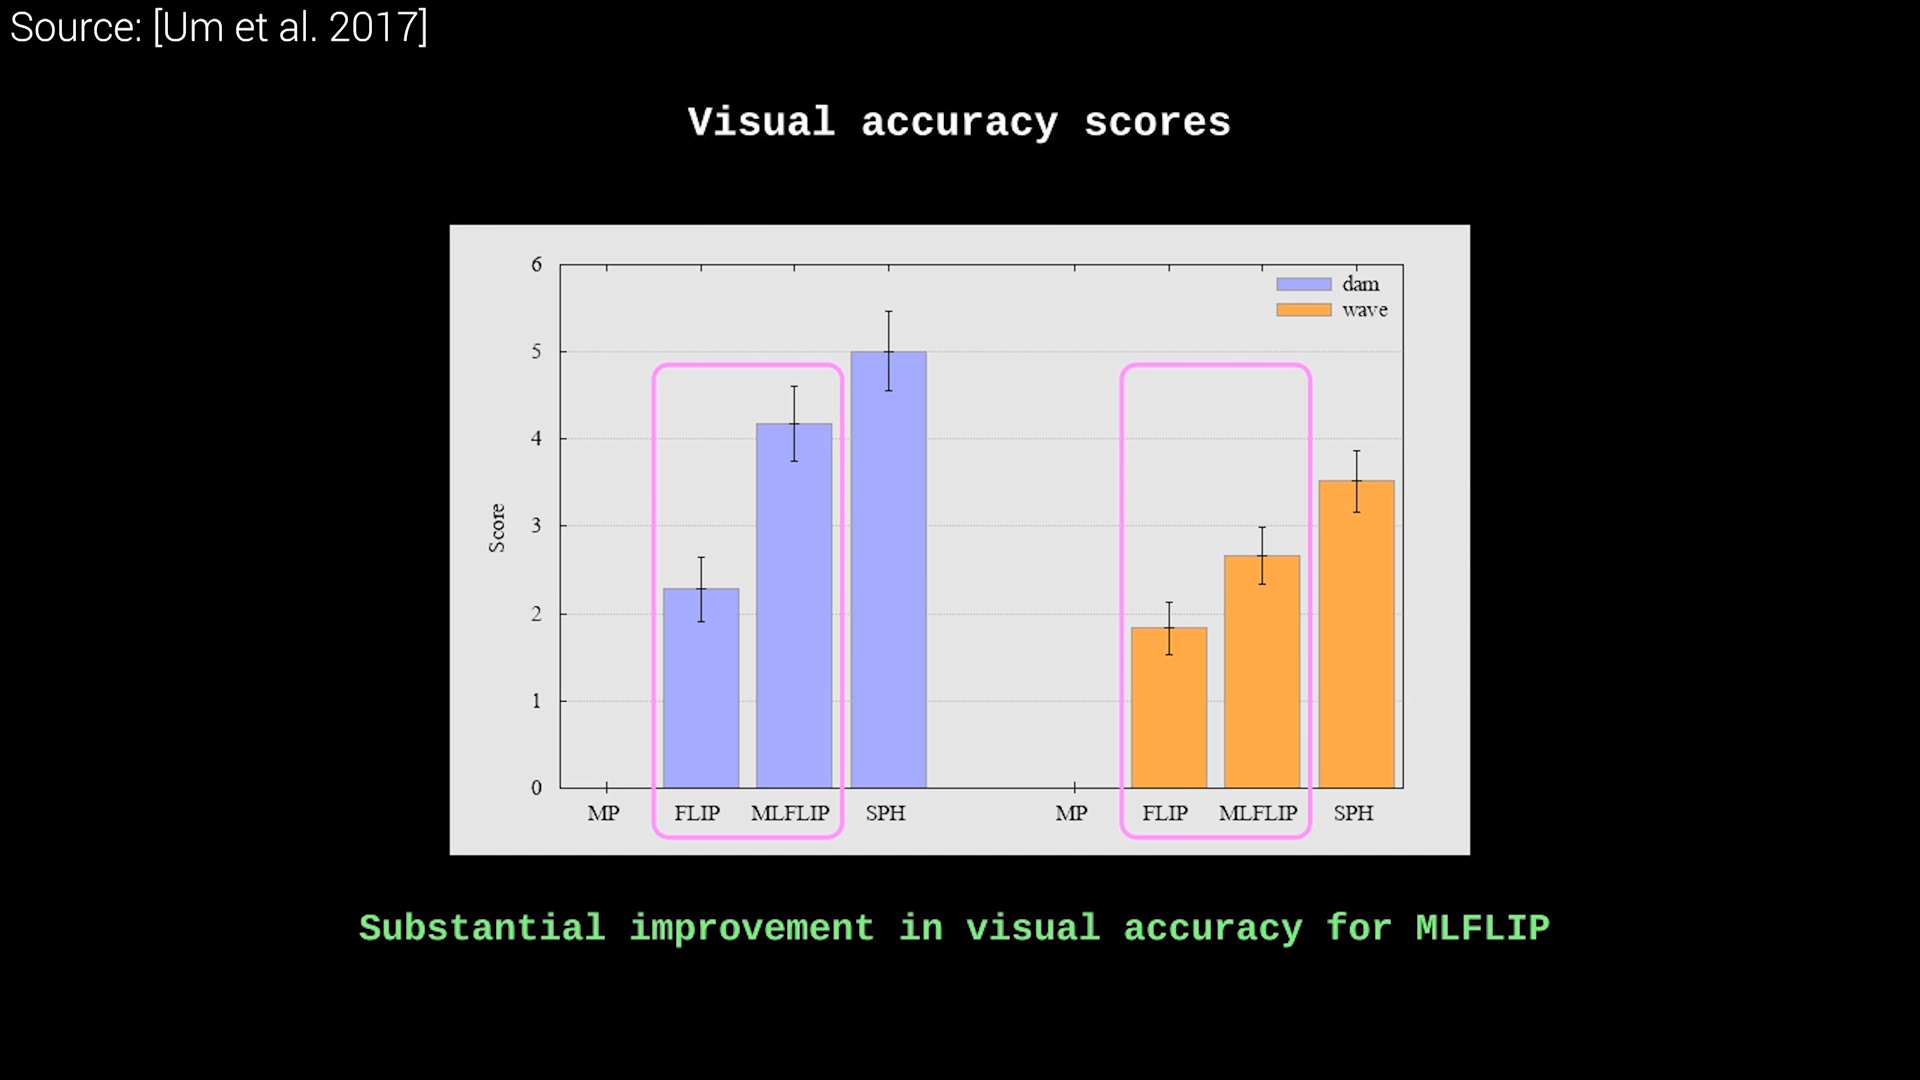 Source: [Um et al. 2017]
Visual accuracy scores
6
5
4
3
2
1
0
Score
dam
wave
MP FLIP MLFLIP SPH MP FLIP MLFLIP SPH
Substantial improvement in visual accuracy for MLFLIP